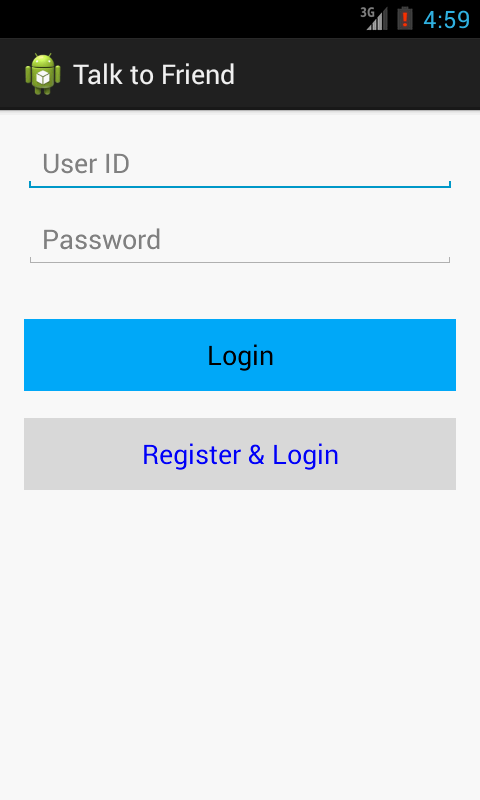 3G 4:59
Talk to Friend
User ID
Password
Login
Register & Login